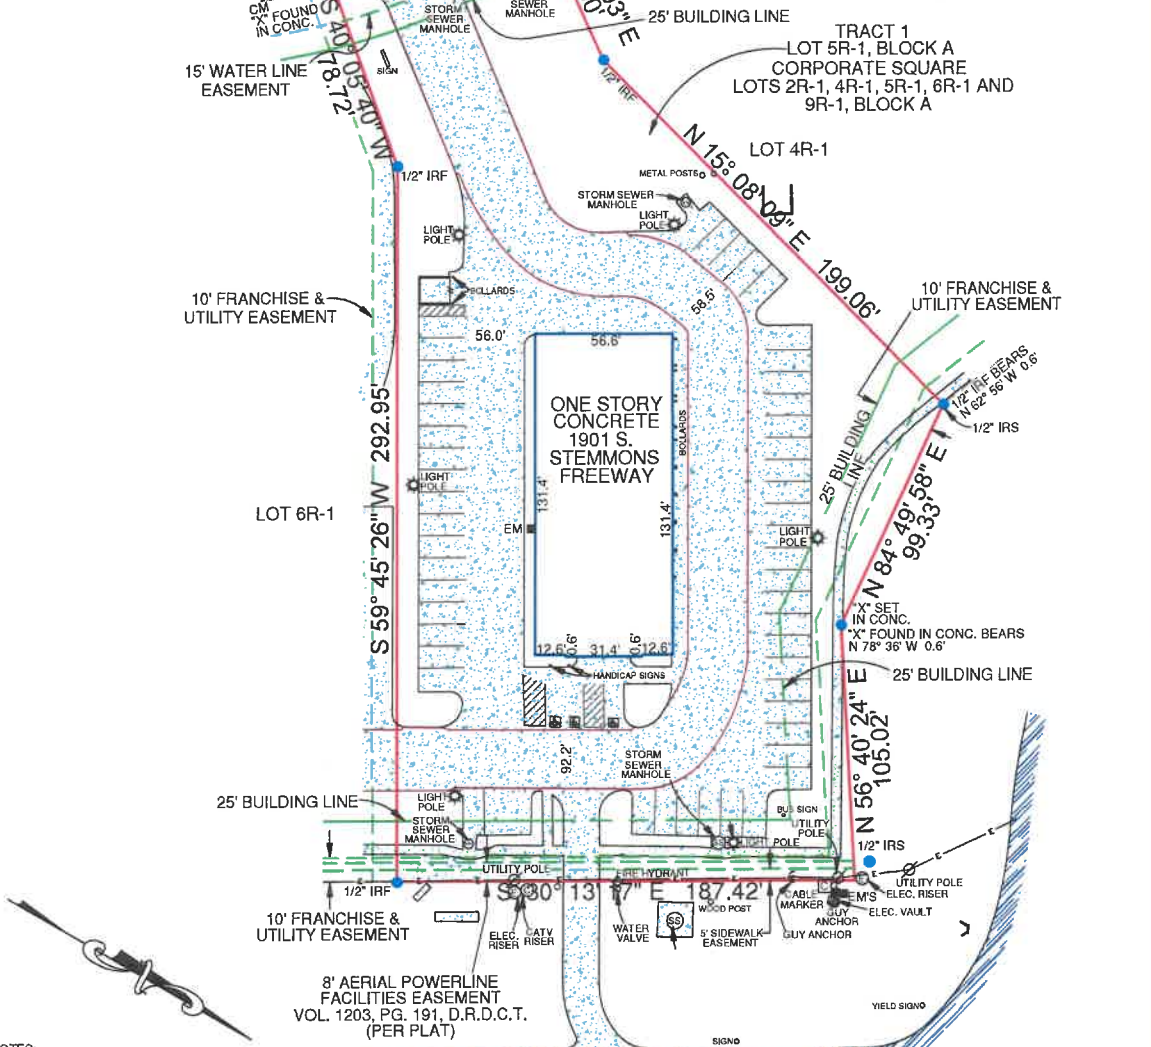 CM
"X" FOUND
IN CONC.
STORM
SEWER
MANHOLE
SEWER
MANHOLE
25' BUILDING LINE
TRACT 1
LOT 5R-1, BLOCK A
CORPORATE SQUARE
LOTS 2R-1, 4R-1, 5R-1, 6R-1 AND
9R-1, BLOCK A
15' WATER LINE
EASEMENT
SIGN
S 40° 05' 40" W
78.72'
1/2" IRF
1/2" IRF
N 15° 08' 09" E 199.06'
LOT 4R-1
METAL POSTS
STORM SEWER
MANHOLE
LIGHT
POLE
LIGHT
POLE
BOLLARDS
10' FRANCHISE &
UTILITY EASEMENT
10' FRANCHISE &
UTILITY EASEMENT
58.5'
56.0'
56.6'
ONE STORY
CONCRETE
1901 S.
STEMMONS
FREEWAY
BOLLARDS
131.4'
131.4'
EM
1/2" IRF BEARS
N 62° 56' W 0.6'
1/2" IRS
25' BUILDING
LINE
LIGHT
POLE
LOT 6R-1
S 59° 45' 26" W 292.95'
LIGHT
POLE
N 84° 49' 58" E
99.33'
"X" SET
IN CONC.
"X" FOUND IN CONC. BEARS
N 78° 36' W 0.6'
25' BUILDING LINE
12.6'
0.6'
31.4'
0.6'
12.6'
HANDICAP SIGNS
92.2'
STORM
SEWER
MANHOLE
N 56° 40' 24" E
105.02'
25' BUILDING LINE
LIGHT
POLE
STORM
SEWER
MANHOLE
BUS SIGN
UTILITY
POLE
LIGHT POLE
1/2" IRS
UTILITY POLE
FIRE HYDRANT
1/2" IRF
S 30° 13' 17" E 187.42'
UTILITY POLE
ELEC. RISER
EM'S
ELEC. VAULT
CABLE
MARKER
GUY
ANCHOR
GUY ANCHOR
WOOD POST
5' SIDEWALK
EASEMENT
SS
WATER
VALVE
ELEC.
RISER
CATV
RISER
10' FRANCHISE &
UTILITY EASEMENT
8' AERIAL POWERLINE
FACILITIES EASEMENT
VOL. 1203, PG. 191, D.R.D.C.T.
(PER PLAT)
YIELD SIGN
SIGN